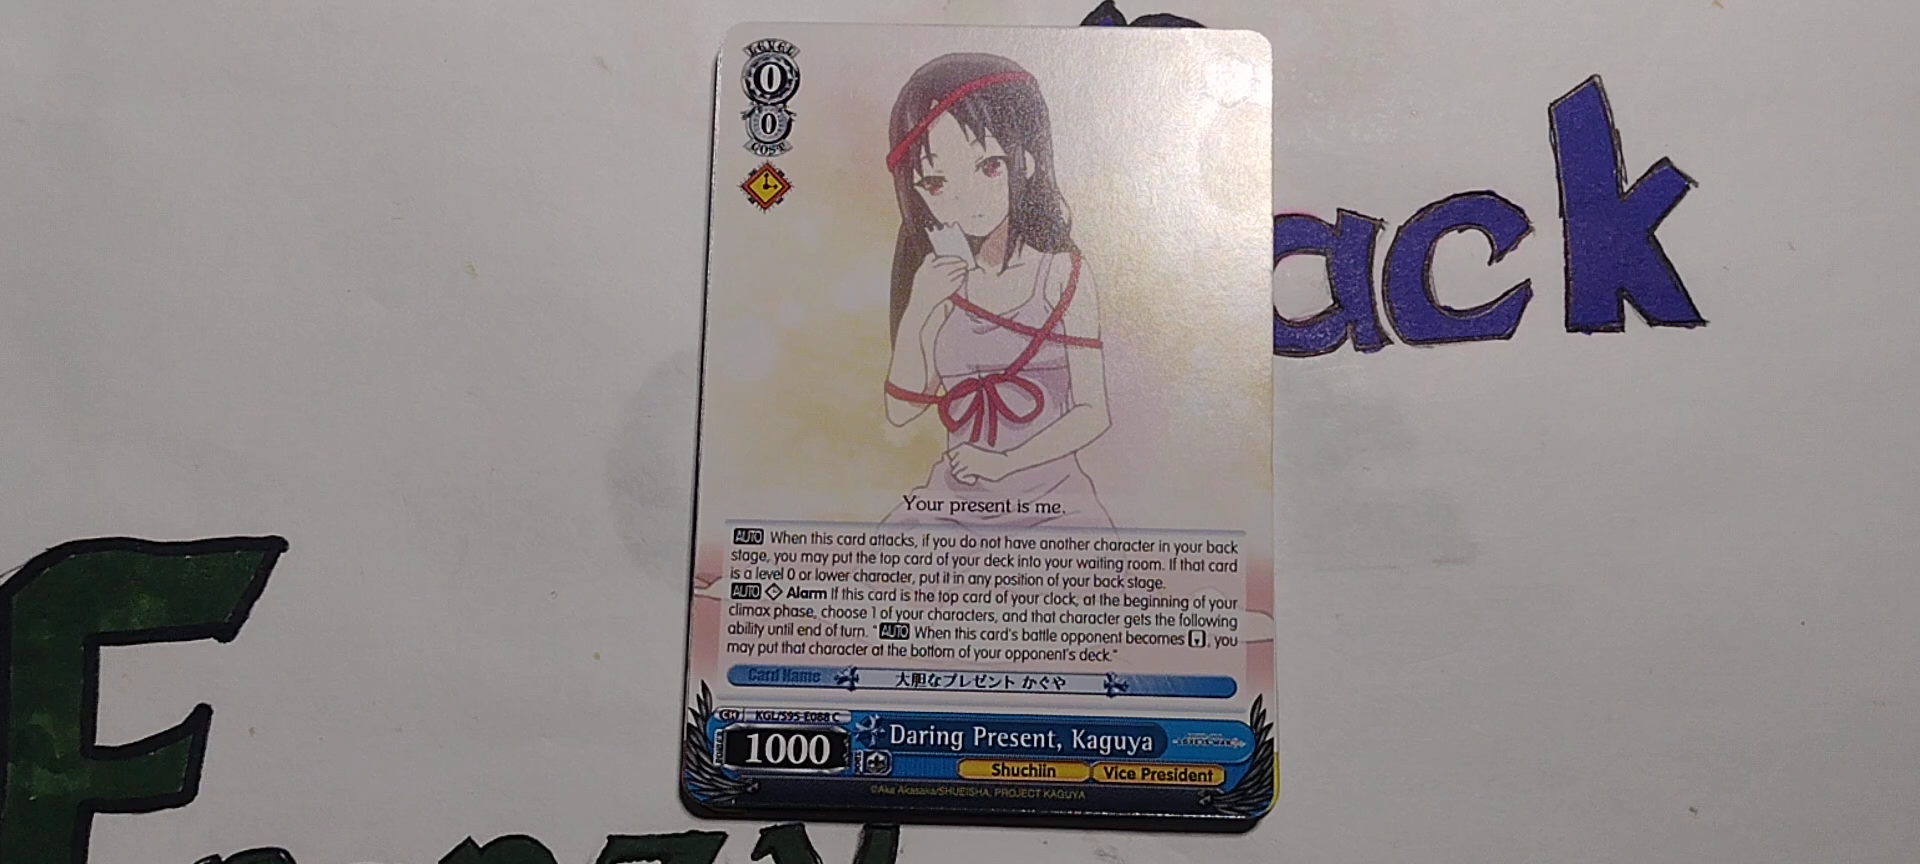 LEVEL
0
0
COST
ack
Your present is me.
AUTO When this card attacks, if you do not have another character in your back
stage, you may put the top card of your deck into your waiting room. If that card
is a level 0 or lower character, put it in any position of your back stage.
AUTO Alarm If this card is the top card of your clock, at the beginning of your
climax phase, choose 1 of your characters, and that character gets the following
ability until end of turn. "AUTO When this card's battle opponent becomes , you
may put that character at the bottom of your opponent's deck."
Card Name 大胆なプレゼント かぐや
CH KGL/S95-E088 C
POWER 1000 SOUL Daring Present, Kaguya
Shuchiin Vice President
©Aka Akasaka/SHUEISHA, PROJECT KAGUYA
F